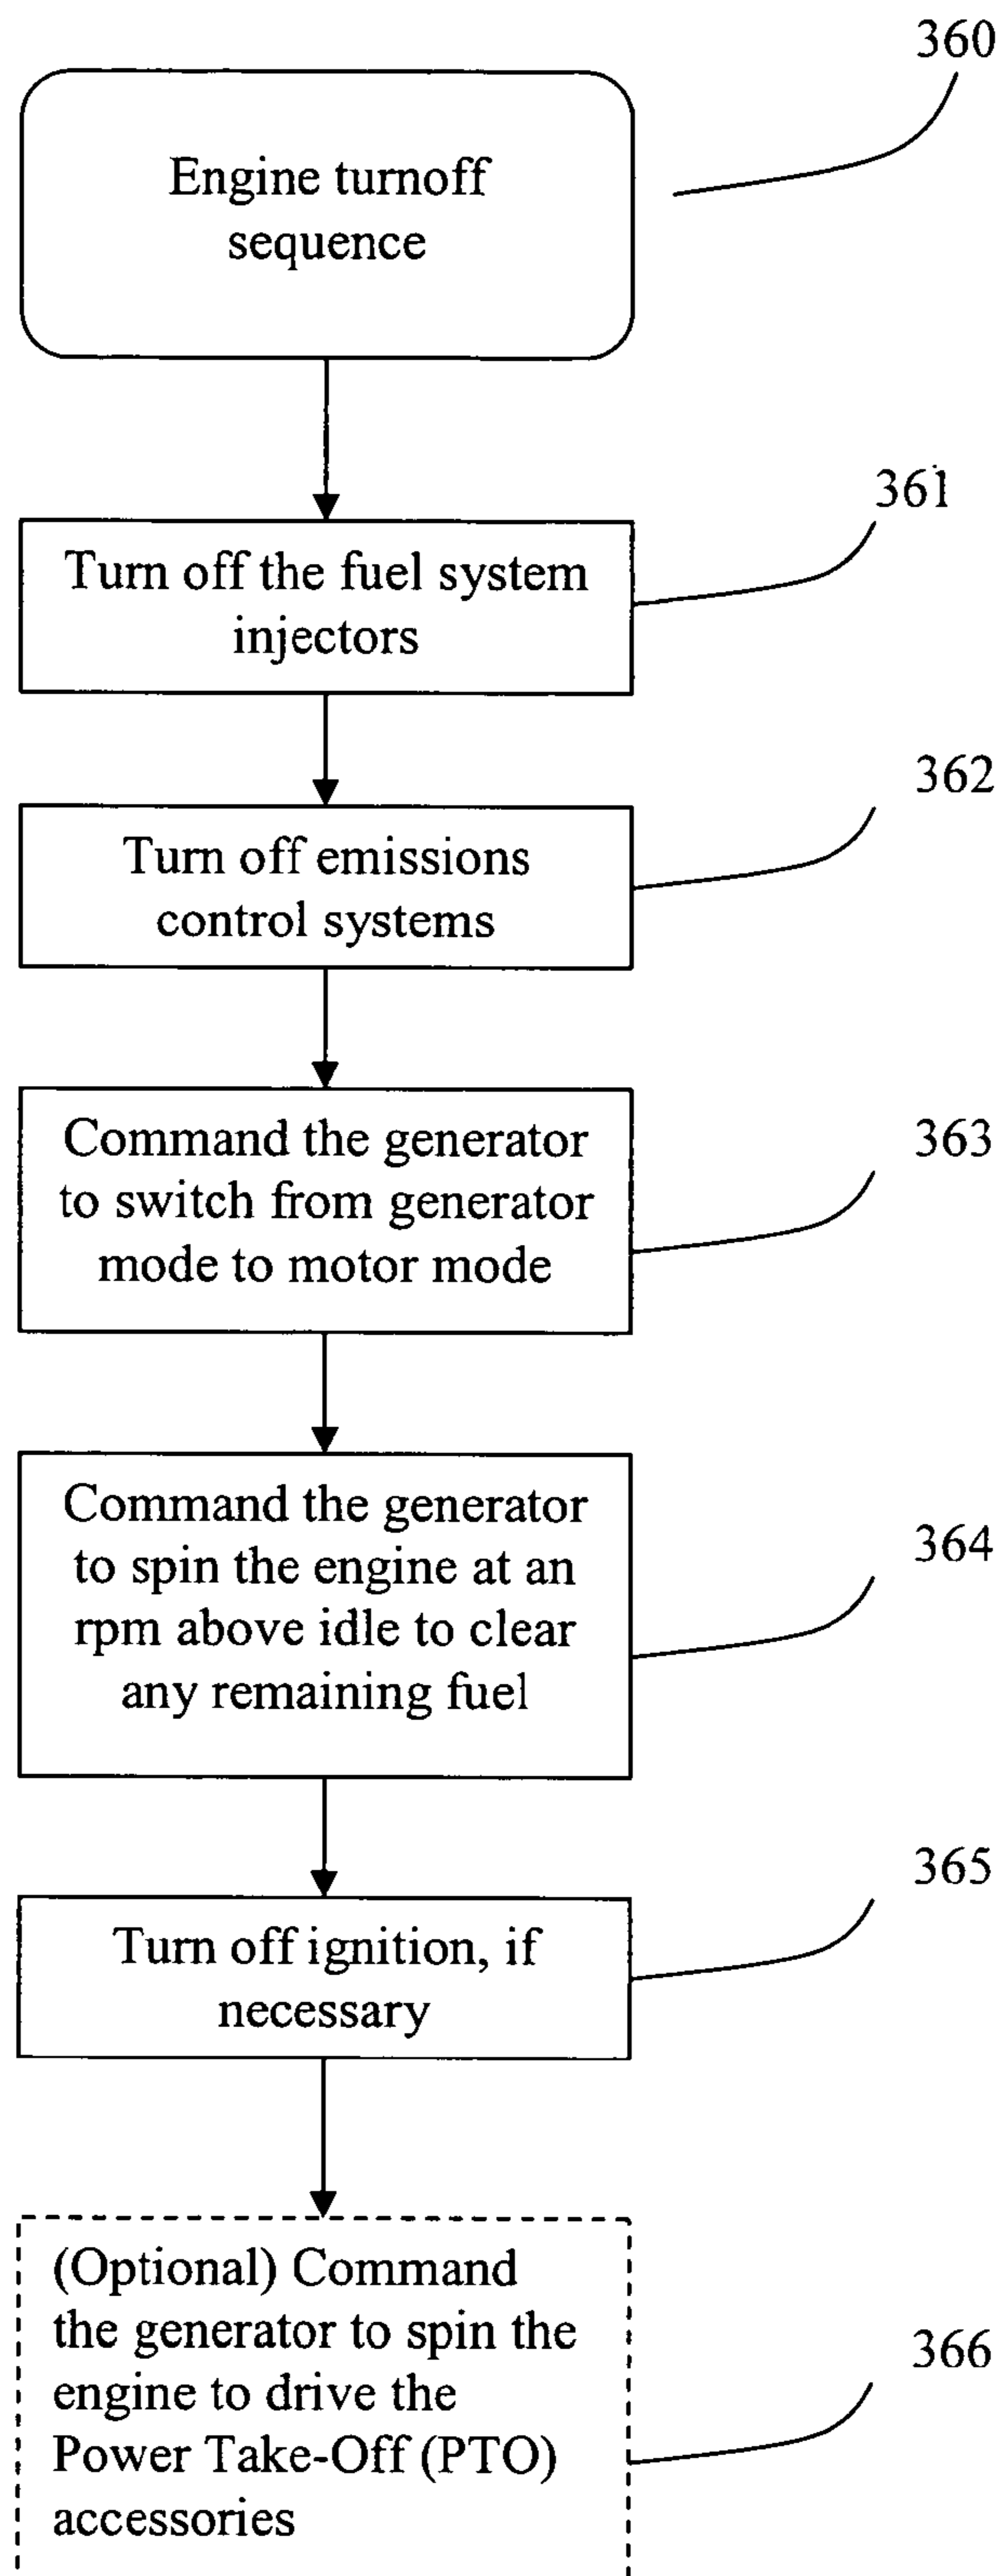 360
Engine turnoff
sequence
361
Turn off the fuel system
injectors
362
Turn off emissions
control systems
363
Command the generator
to switch from generator
mode to motor mode
364
Command the generator
to spin the engine at an
rpm above idle to clear
any remaining fuel
365
Turn off ignition, if
necessary
366
(Optional) Command
the generator to spin the
engine to drive the
Power Take-Off (PTO)
accessories